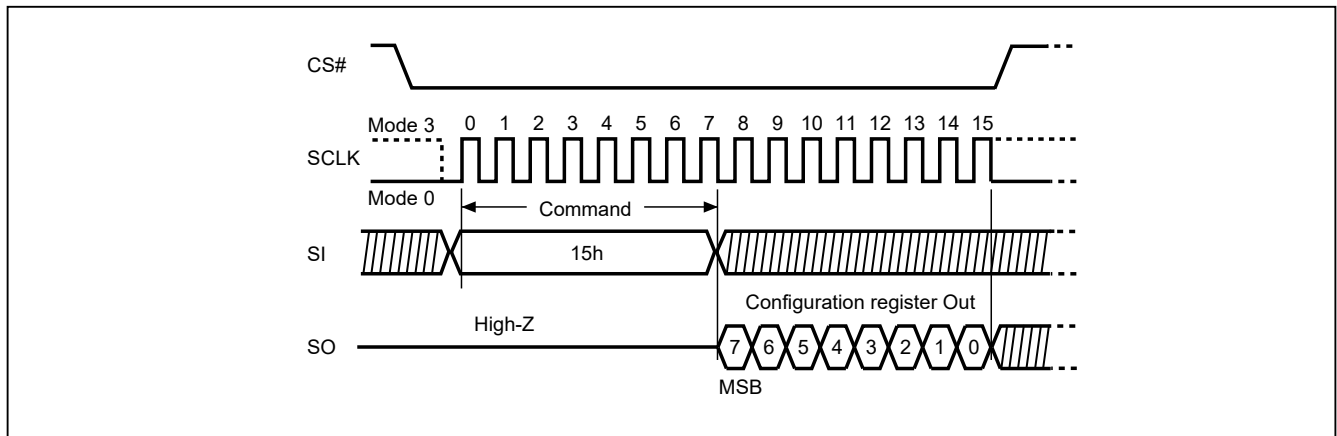 CS#
Mode 3 0 1 2 3 4 5 6 7 8 9 10 11 12 13 14 15
SCLK
Mode 0
Command
SI 15h
Configuration register Out
High-Z
SO 7 6 5 4 3 2 1 0
MSB